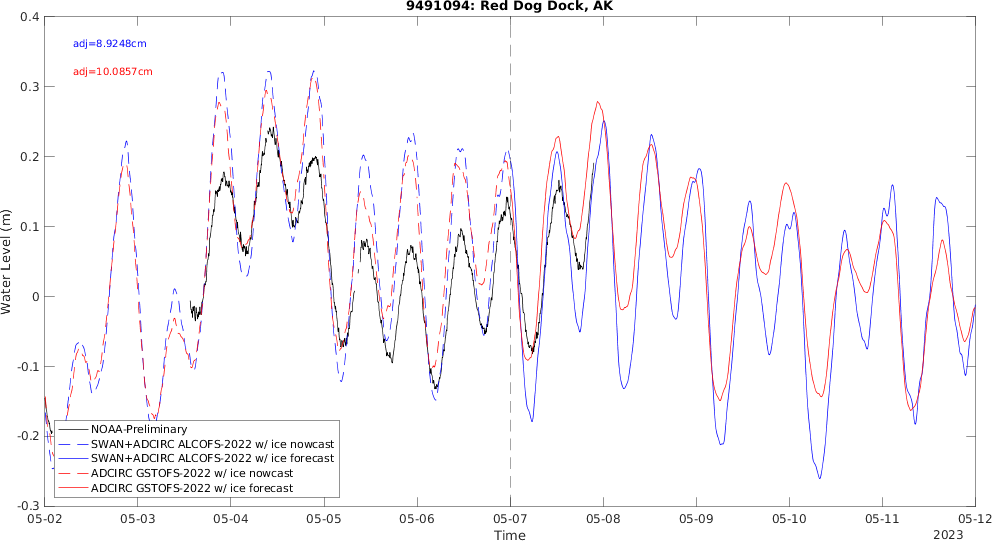 9491094: Red Dog Dock, AK
adj=8.9248cm
adj=10.0857cm
0.4
0.3
0.2
0.1
0
-0.1
-0.2
-0.3
Water Level (m)
NOAA-Preliminary
SWAN+ADCIRC ALCOFS-2022 w/ ice nowcast
SWAN+ADCIRC ALCOFS-2022 w/ ice forecast
ADCIRC GSTOFS-2022 w/ ice nowcast
ADCIRC GSTOFS-2022 w/ ice forecast
05-02 05-03 05-04 05-05 05-06 05-07 05-08 05-09 05-10 05-11 05-12
Time
2023